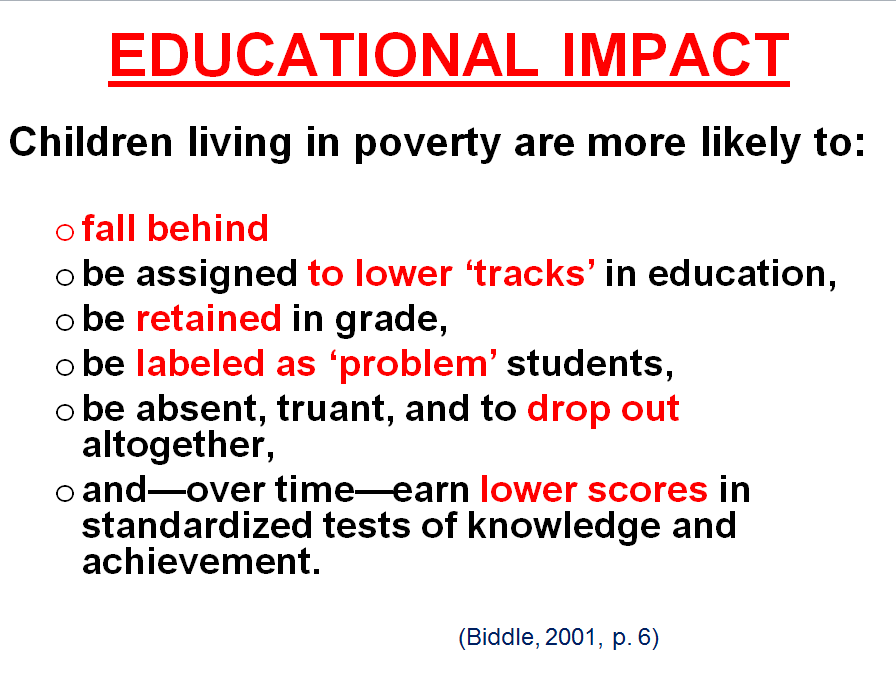 EDUCATIONAL IMPACT
Children living in poverty are more likely to:
o fall behind
o be assigned to lower ‘tracks’ in education,
o be retained in grade,
o be labeled as ‘problem’ students,
o be absent, truant, and to drop out
altogether,
o and—over time—earn lower scores in
standardized tests of knowledge and
achievement.
(Biddle, 2001, p. 6)